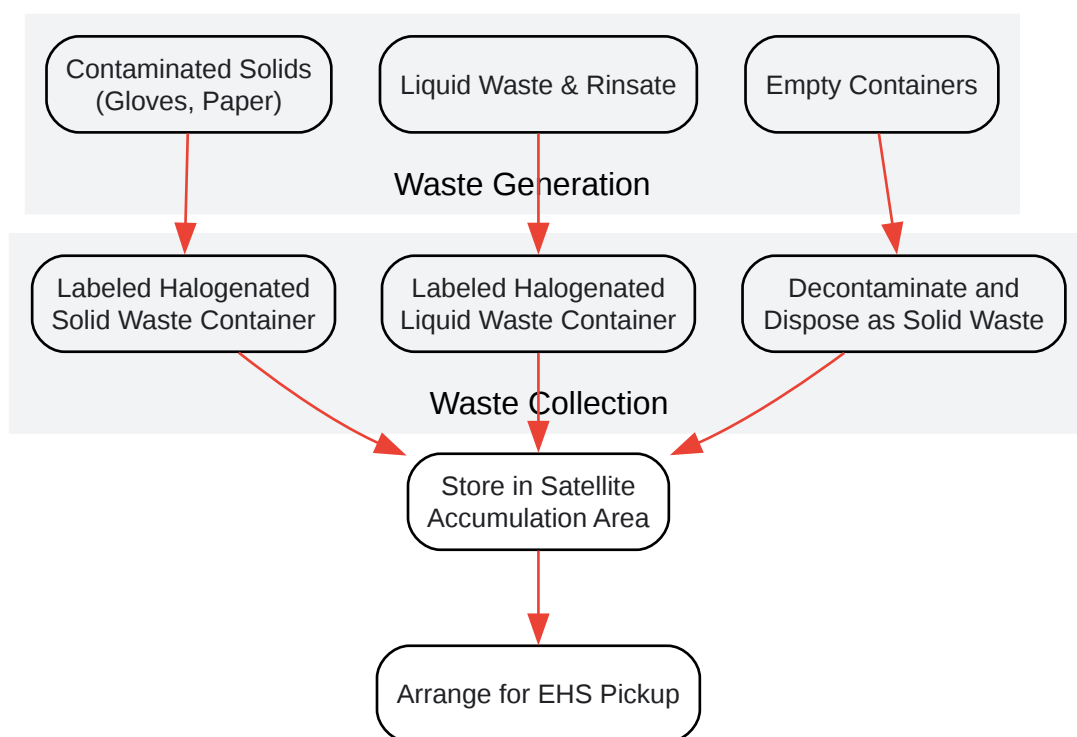 Contaminated Solids
(Gloves, Paper)
Liquid Waste & Rinsate
Empty Containers
Waste Generation
Labeled Halogenated
Solid Waste Container
Labeled Halogenated
Liquid Waste Container
Decontaminate and
Dispose as Solid Waste
Waste Collection
Store in Satellite
Accumulation Area
Arrange for EHS Pickup